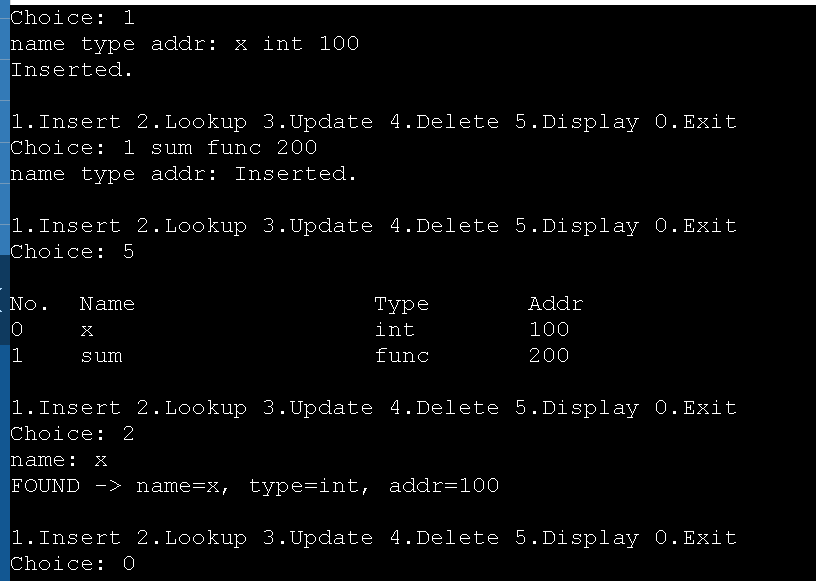 Choice: 1
name type addr: x int 100
Inserted.
1.Insert 2.Lookup 3.Update 4.Delete 5.Display 0.Exit
Choice: 1 sum func 200
name type addr: Inserted.
1.Insert 2.Lookup 3.Update 4.Delete 5.Display 0.Exit
Choice: 5
No. Name Type Addr
0 x int 100
1 sum func 200
1.Insert 2.Lookup 3.Update 4.Delete 5.Display 0.Exit
Choice: 2
name: x
FOUND -> name=x, type=int, addr=100
1.Insert 2.Lookup 3.Update 4.Delete 5.Display 0.Exit
Choice: 0